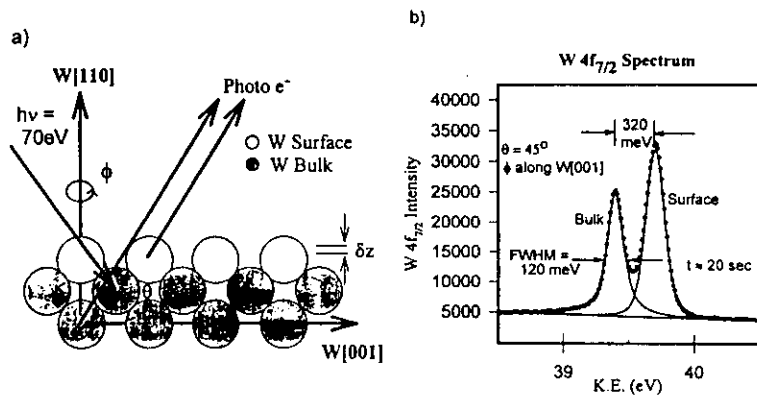 a)
W[110]
Photo e⁻
hν =
70eV
W Surface
W Bulk
ϕ
δz
W[001]
b)
W 4f7/2 Spectrum
40000
35000
30000
25000
20000
15000
10000
5000
W 4f7/2 Intensity
320
meV
θ = 45°
ϕ along W[001]
Bulk
Surface
FWHM =
120 meV
t ≈ 20 sec
39
40
K.E. (eV)